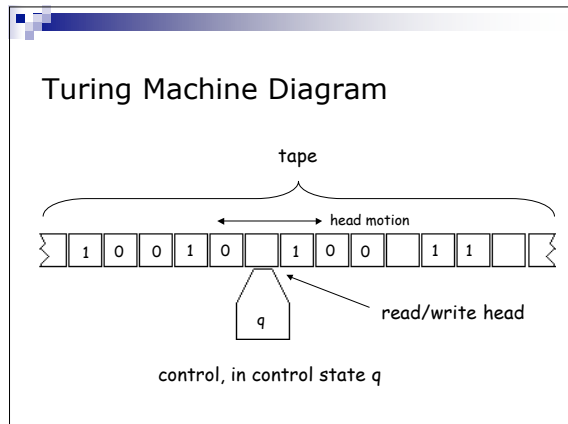 Turing Machine Diagram
tape
head motion
1 0 0 1 0 1 0 0 1 1
read/write head
q
control, in control state q